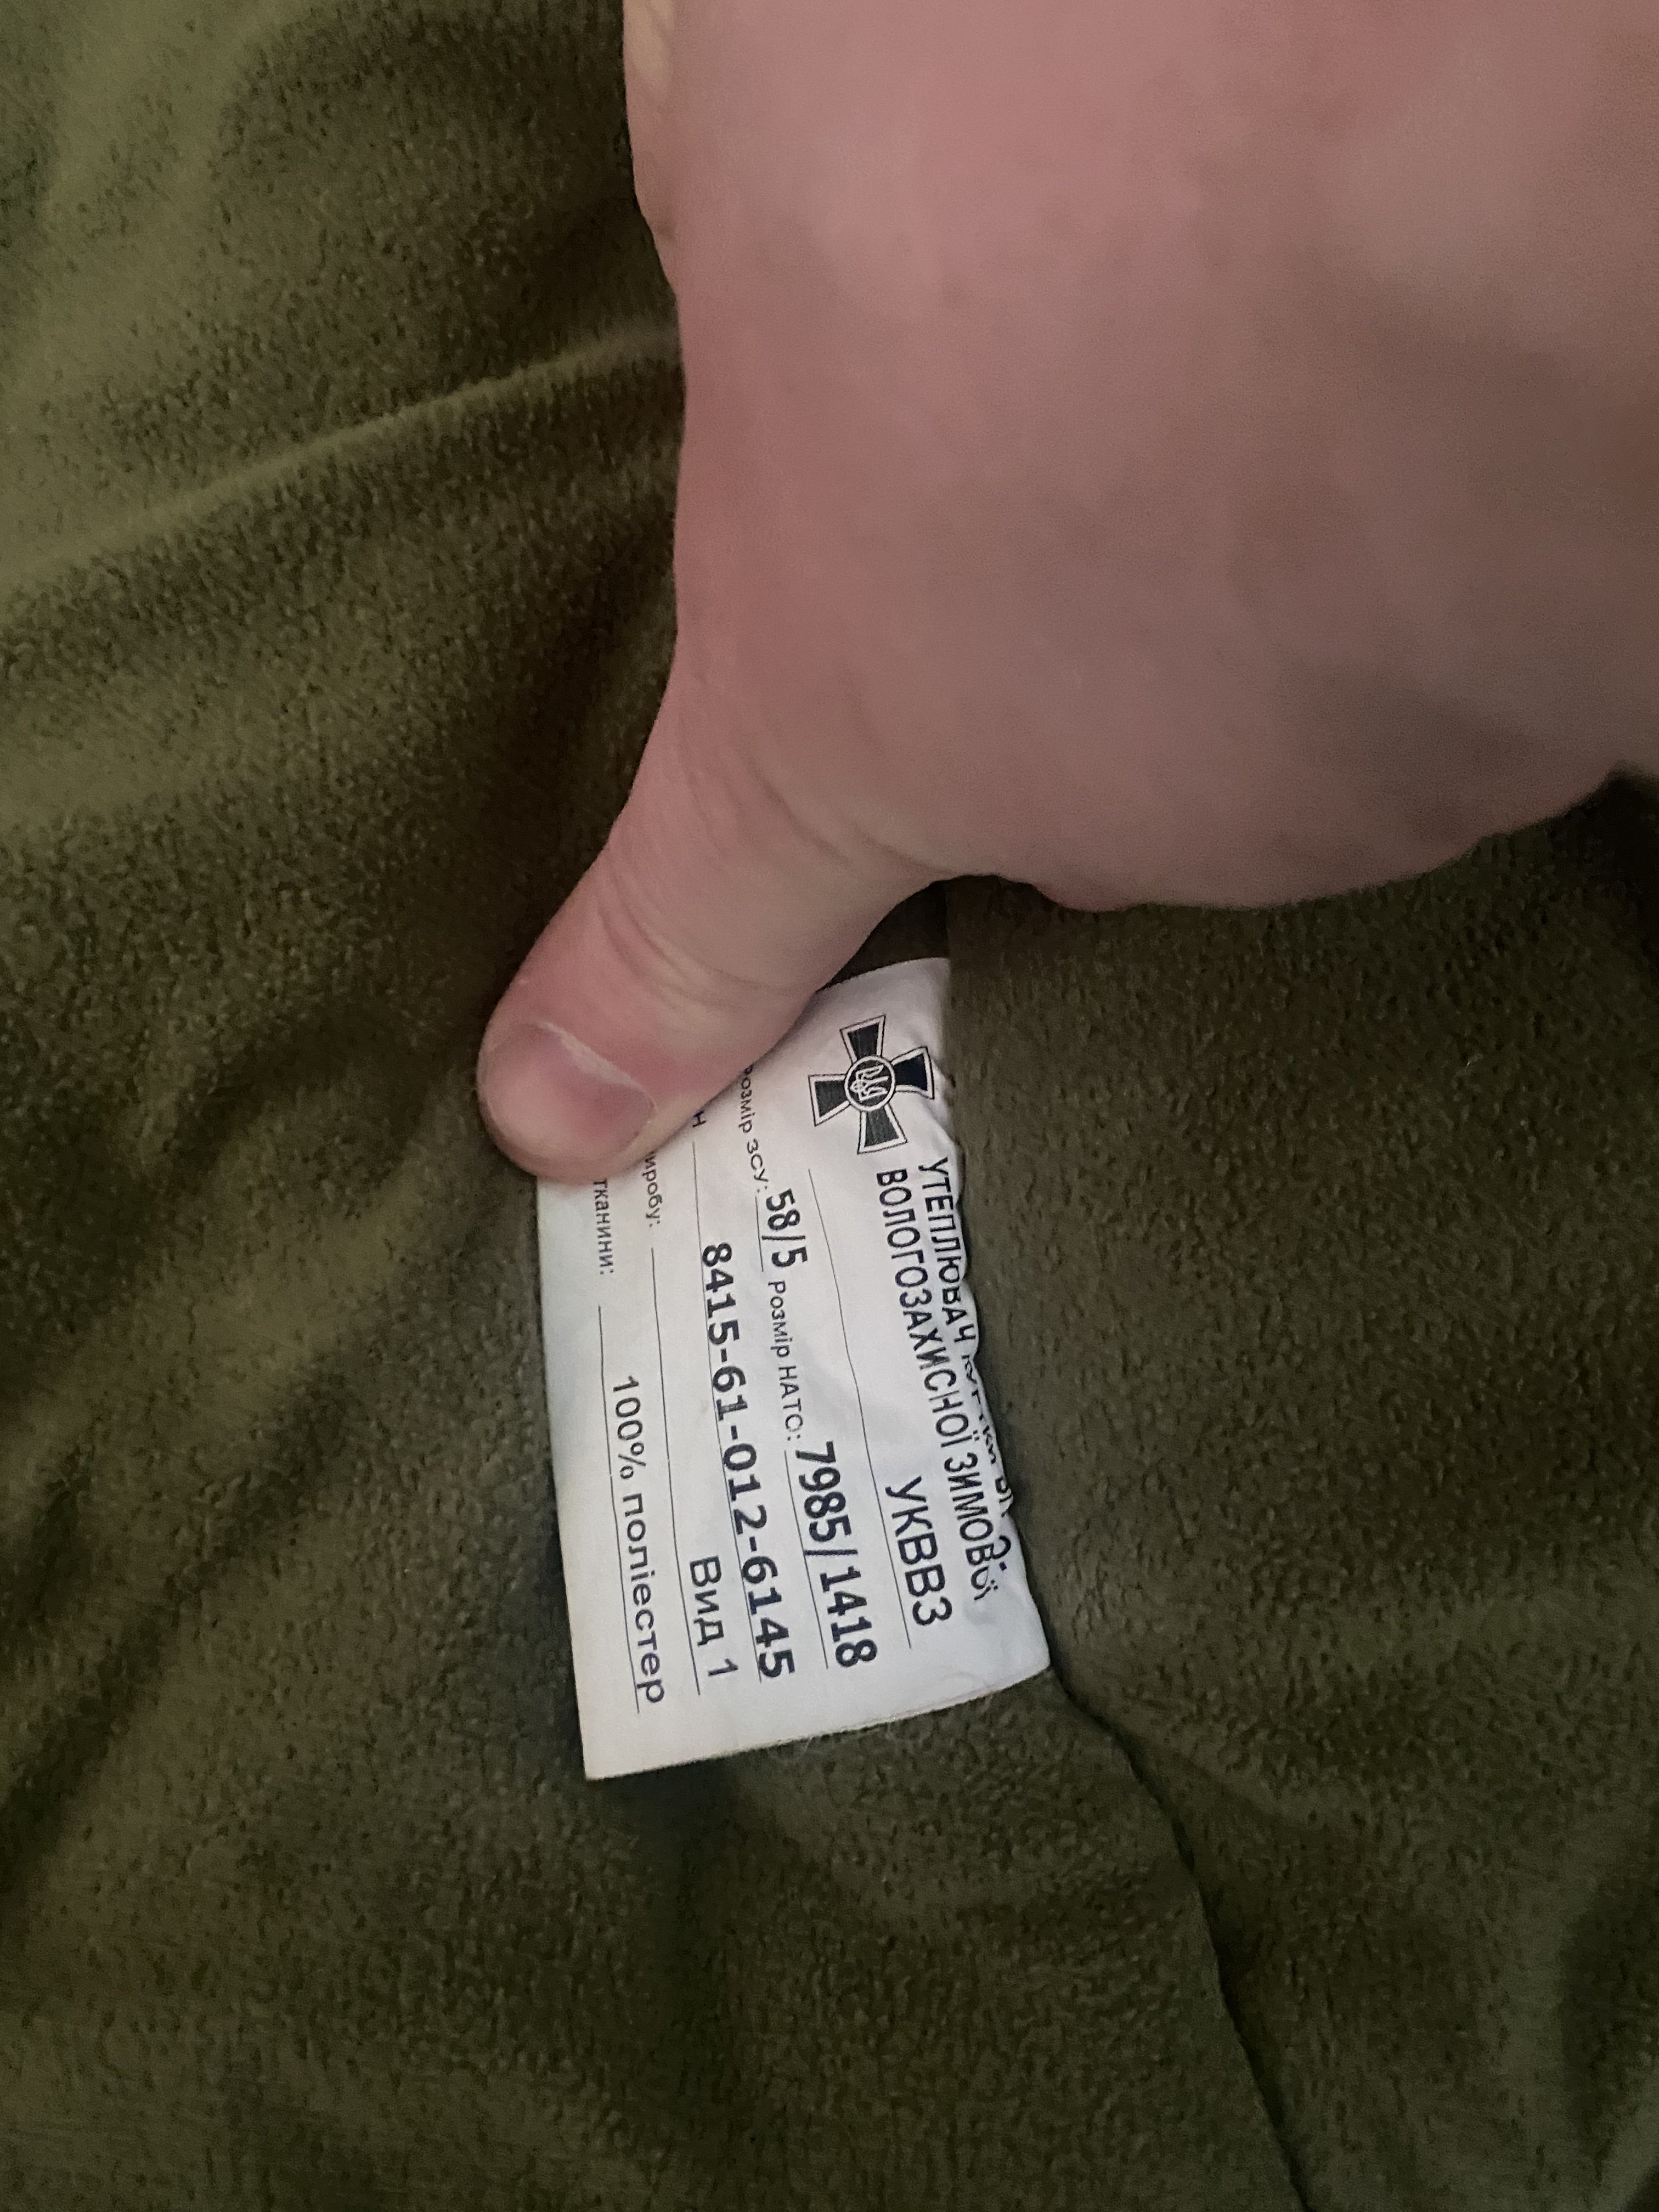 УТЕПЛЮВАЧ
ВОЛОГОЗАХИСНОЇ ЗИМОВОЇ
УКВВЗ
Розмір ЗСУ: 58/5 Розмір НАТО: 7985/1418
Н 8415-61-012-6145
иробу: Вид 1
тканини: 100% поліестер